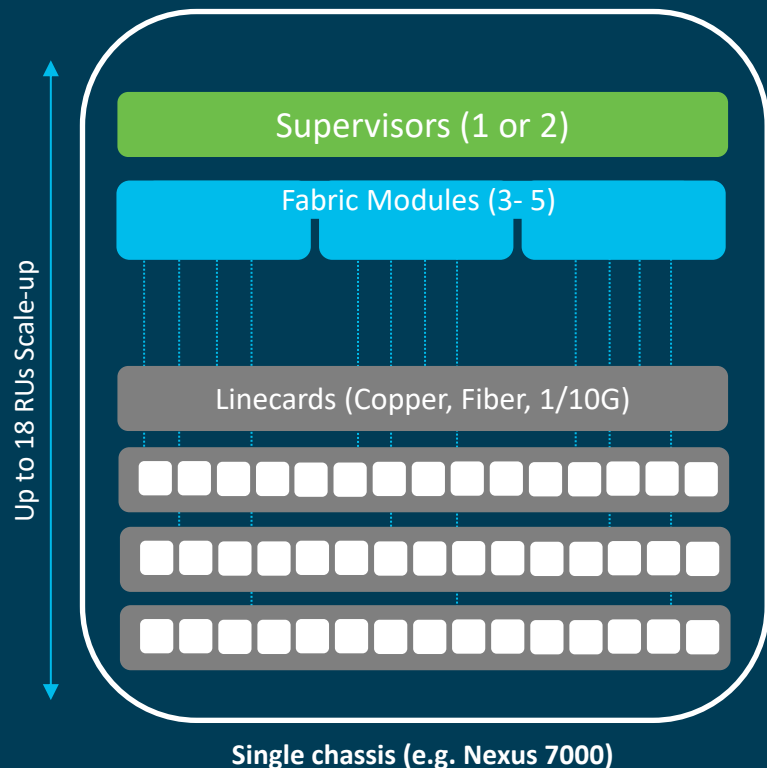 Supervisors (1 or 2)
Fabric Modules (3- 5)
Up to 18 RUs Scale-up
Linecards (Copper, Fiber, 1/10G)
Single chassis (e.g. Nexus 7000)